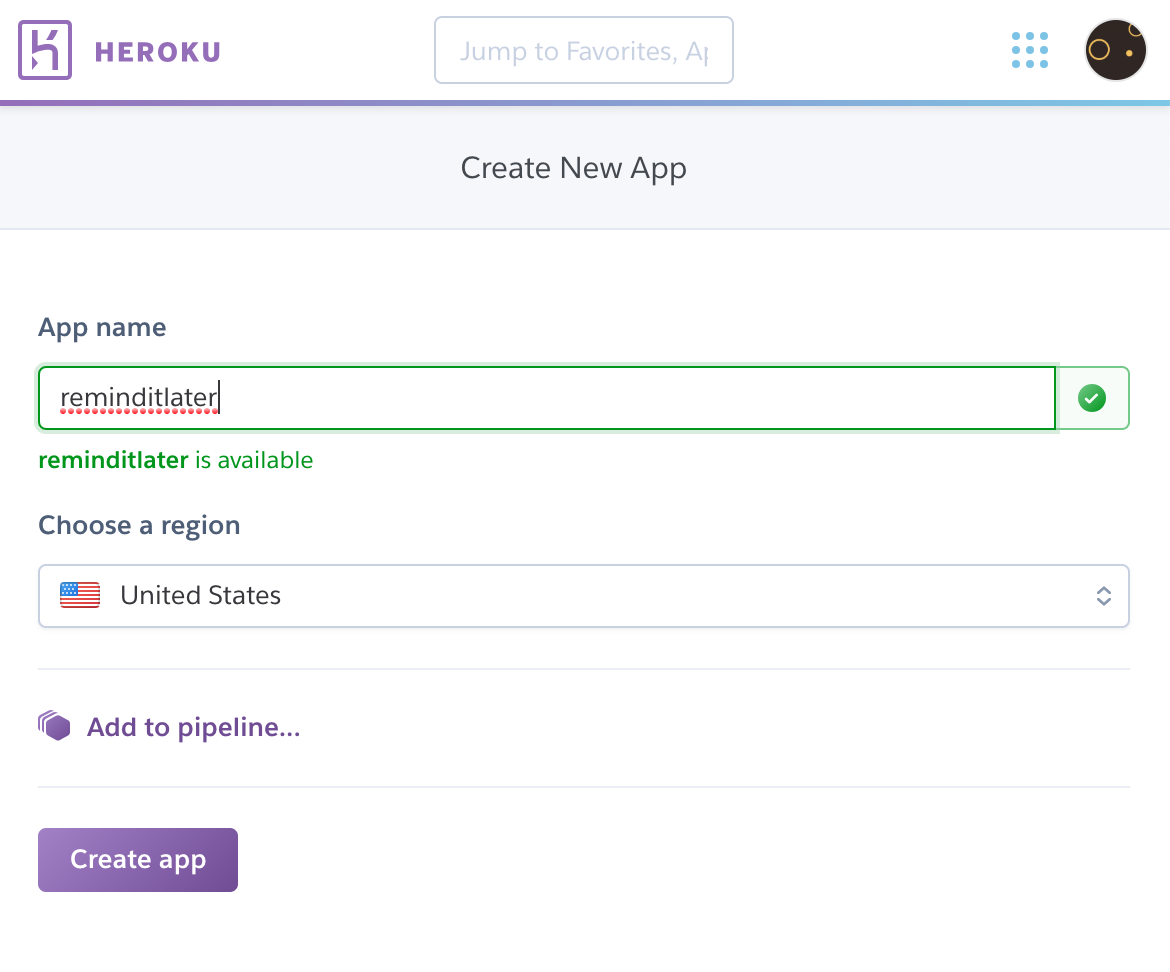 HEROKU
Jump to Favorites, Ap
Create New App
App name
reminditlater
reminditlater is available
Choose a region
United States
Add to pipeline...
Create app